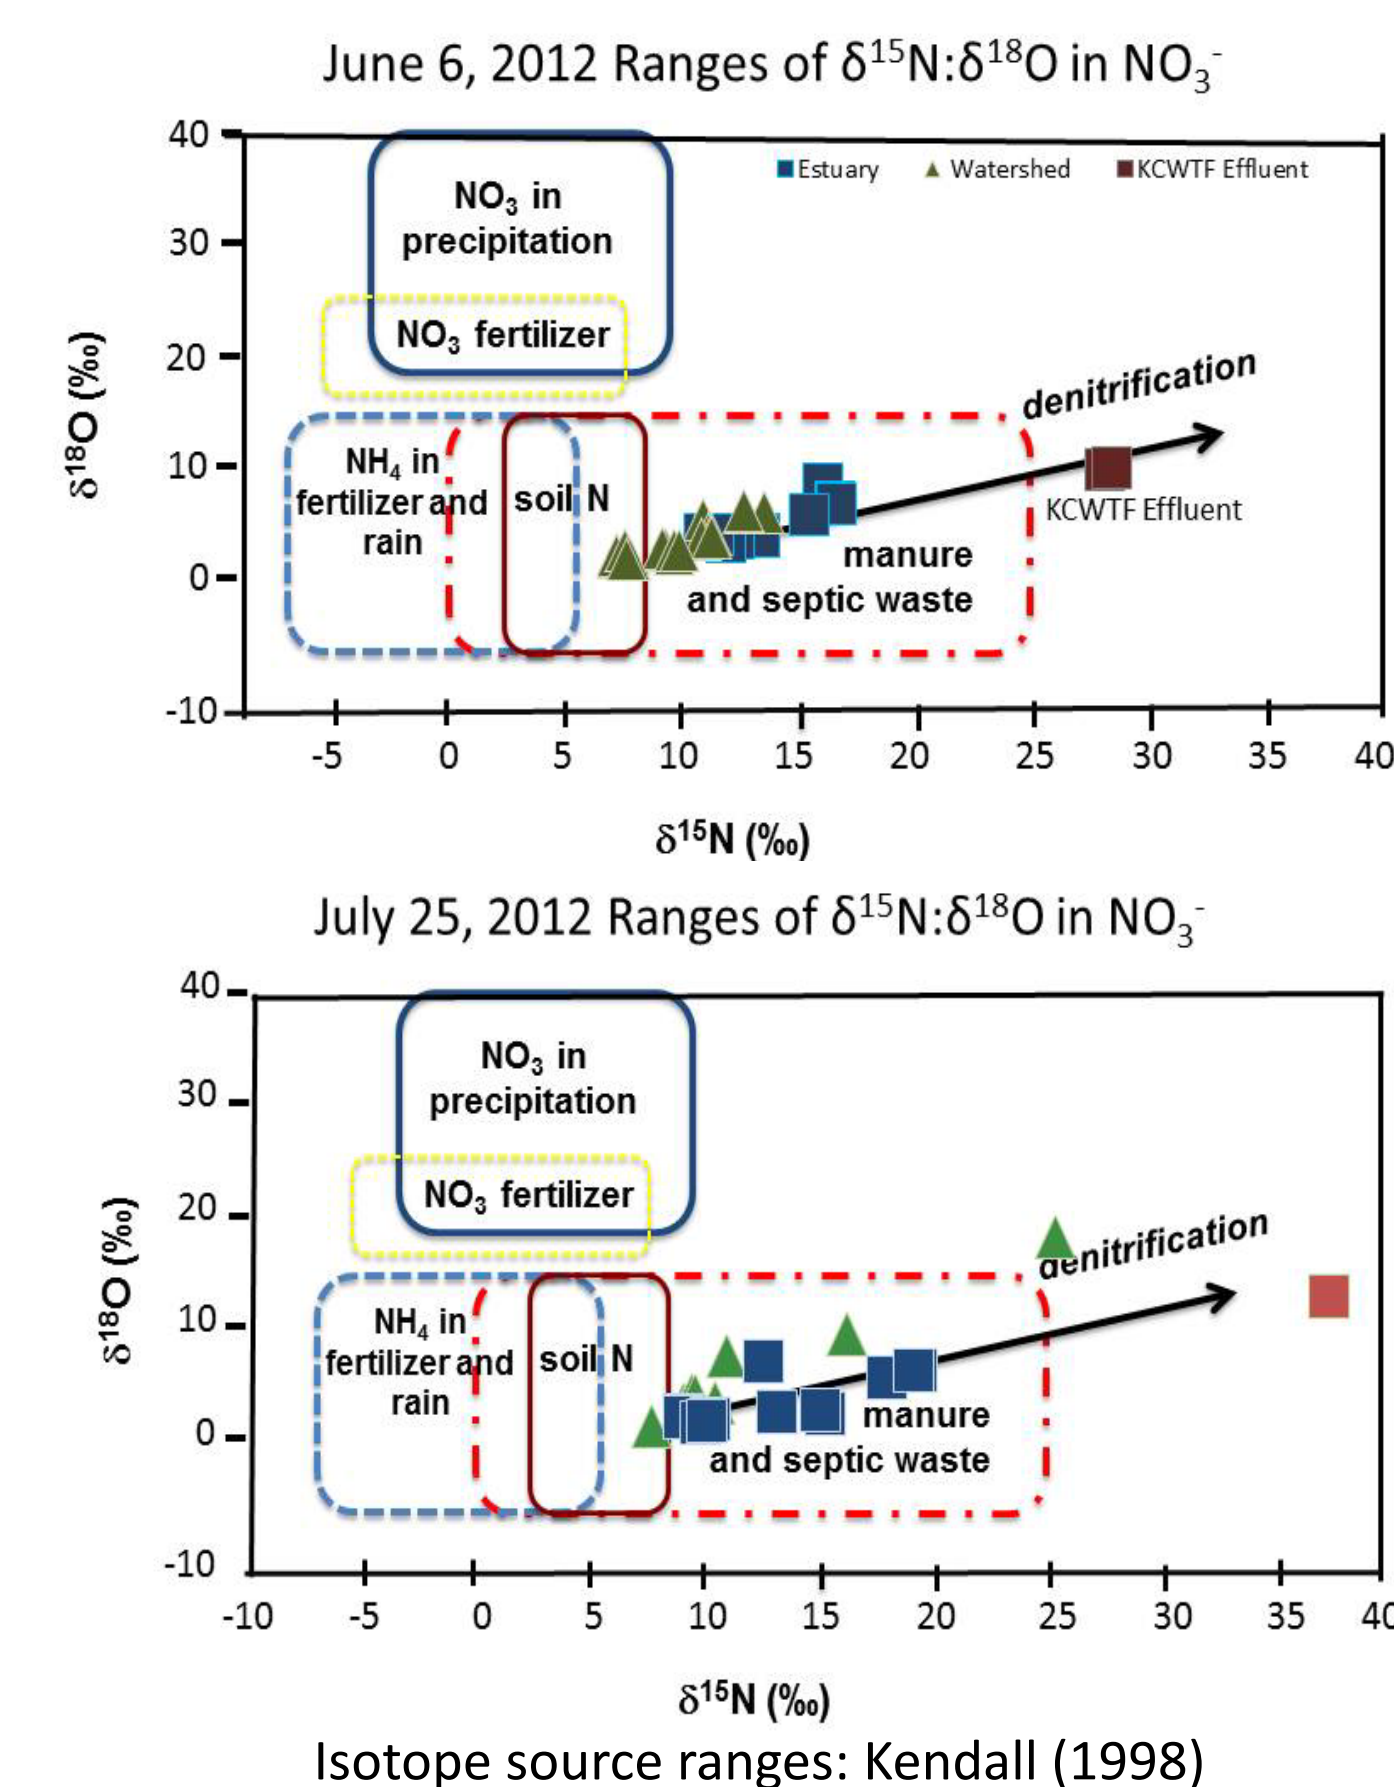 June 6, 2012 Ranges of δ¹⁵N:δ¹⁸O in NO₃⁻
40
30
20
10
0
-10
δ¹⁸O (‰)
Estuary
Watershed
KCWTF Effluent
NO₃ in
precipitation
NO₃ fertilizer
denitrification
NH₄ in
fertilizer and
rain
soil N
KCWTF Effluent
manure
and septic waste
-5 0 5 10 15 20 25 30 35 40
δ¹⁵N (‰)
July 25, 2012 Ranges of δ¹⁵N:δ¹⁸O in NO₃⁻
40
30
20
10
0
-10
δ¹⁸O (‰)
NO₃ in
precipitation
NO₃ fertilizer
denitrification
NH₄ in
fertilizer and
rain
soil N
manure
and septic waste
-10 -5 0 5 10 15 20 25 30 35 40
δ¹⁵N (‰)
Isotope source ranges: Kendall (1998)